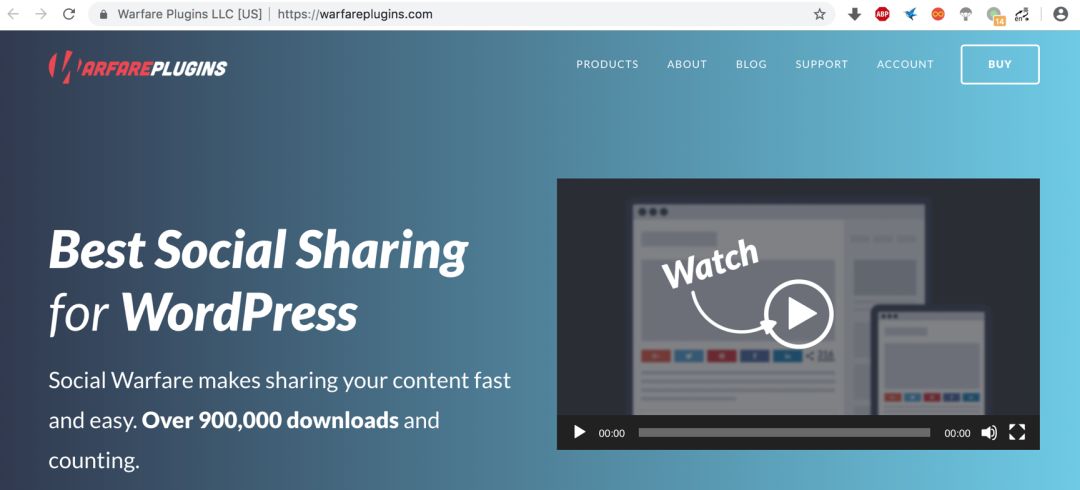 Warfare Plugins LLC [US] | https://warfareplugins.com
ABP
14
en
WARFAREPLUGINS
PRODUCTS ABOUT BLOG SUPPORT ACCOUNT BUY
Best Social Sharing
for WordPress
Social Warfare makes sharing your content fast
and easy. Over 900,000 downloads and
counting.
Watch
216
00:00 00:00